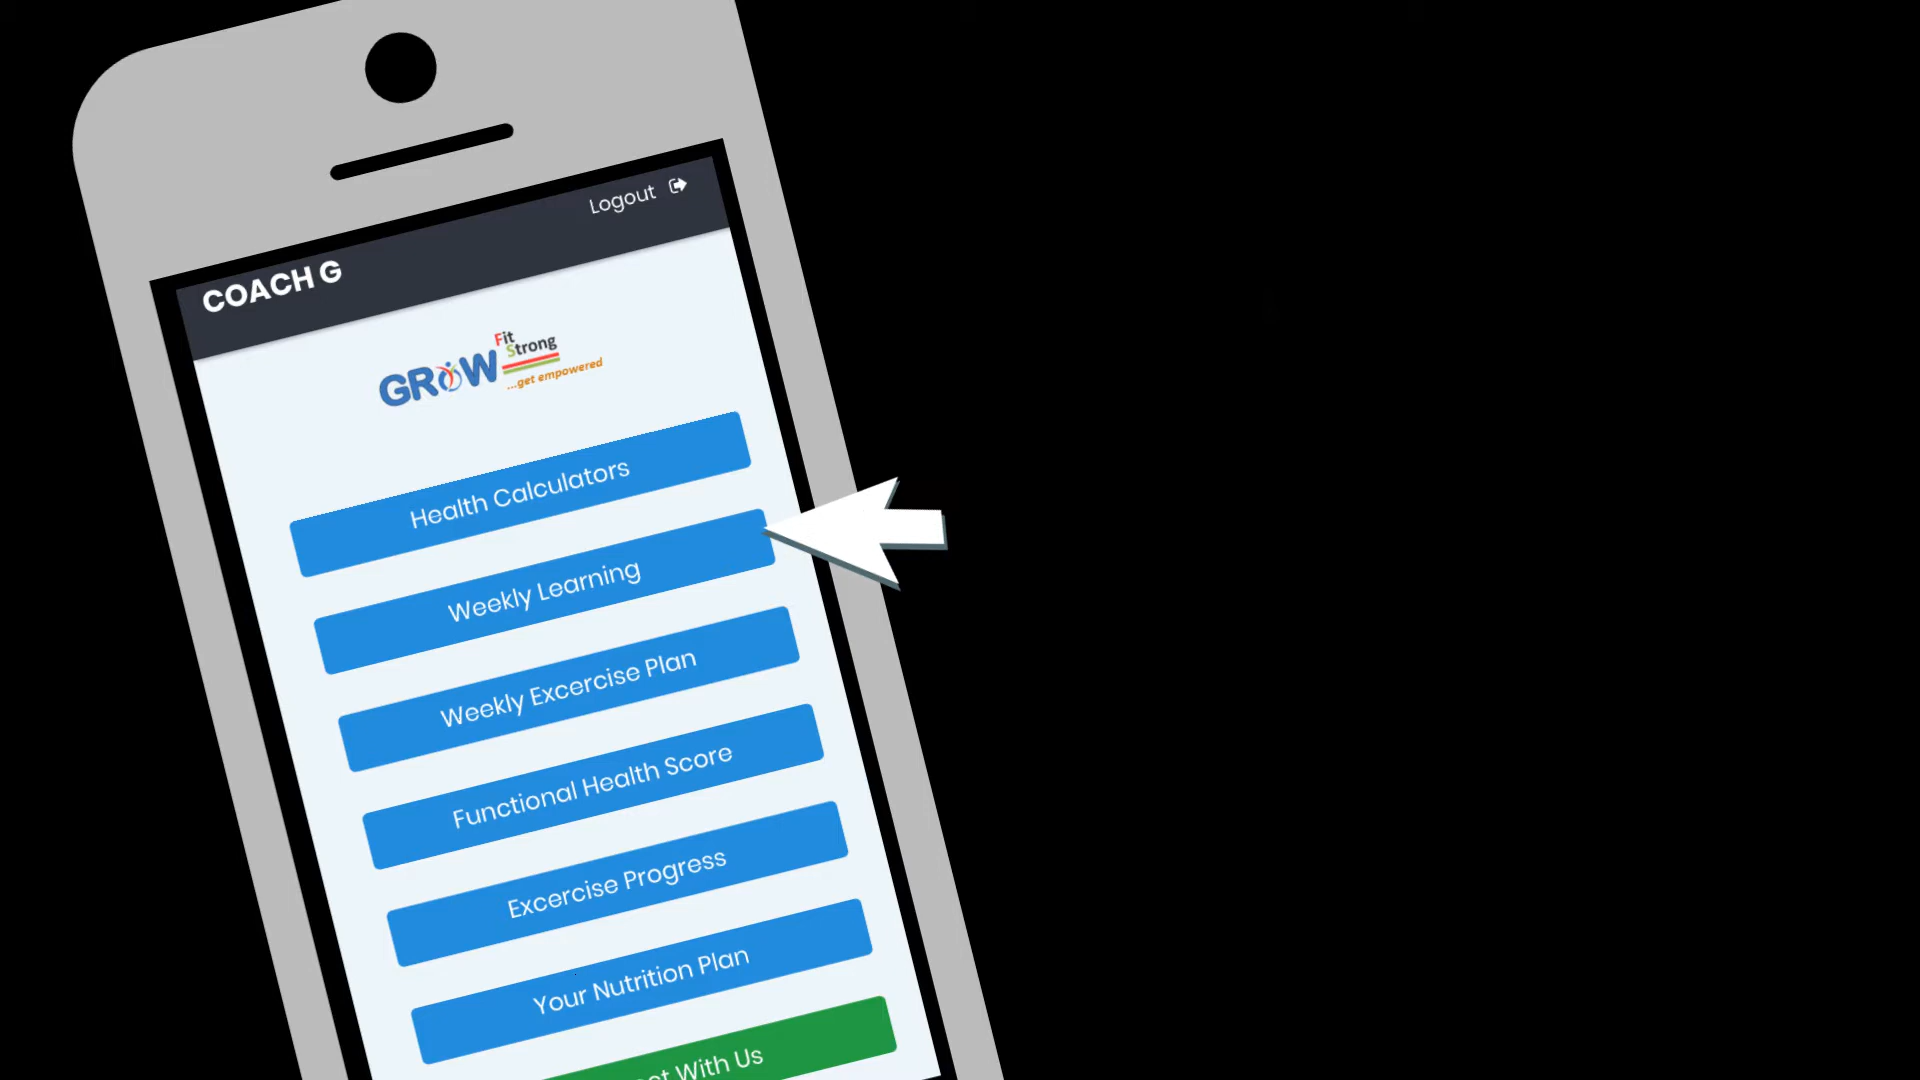 Logout
COACH G
GROW Fit Strong
...get empowered
Health Calculators
Weekly Learning
Weekly Excercise Plan
Functional Health Score
Excercise Progress
Your Nutrition Plan
With Us